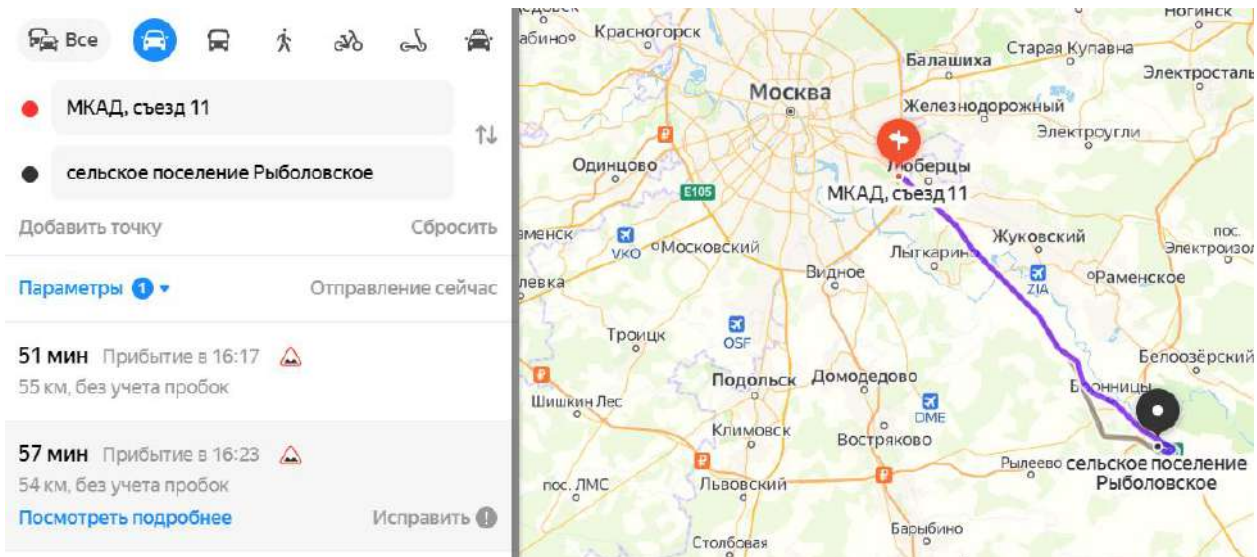 Все
МКАД, съезд 11
сельское поселение Рыболовское
Добавить точку
Сбросить
Параметры 1
Отправление сейчас
51 мин Прибытие в 16:17
55 км, без учета пробок
57 мин Прибытие в 16:23
54 км, без учета пробок
Посмотреть подробнее
Исправить
Красногорск
Балашиха
Старая Купавна
Электросталь
Москва
Железнодорожный
Электроугли
Одинцово
Люберцы
МКАД, съезд 11
E105
VKO
Московский
Лыткарино
Жуковский
пос.
Видное
ZIA
Раменское
Троицк
OSF
Белоозёрский
Подольск
Домодедово
Бронницы
Шишкин Лес
DME
Климовск
Востряково
Рылеево
сельское поселение
Рыболовское
пос. ЛМС
Львовский
Барыбино
Столбовая